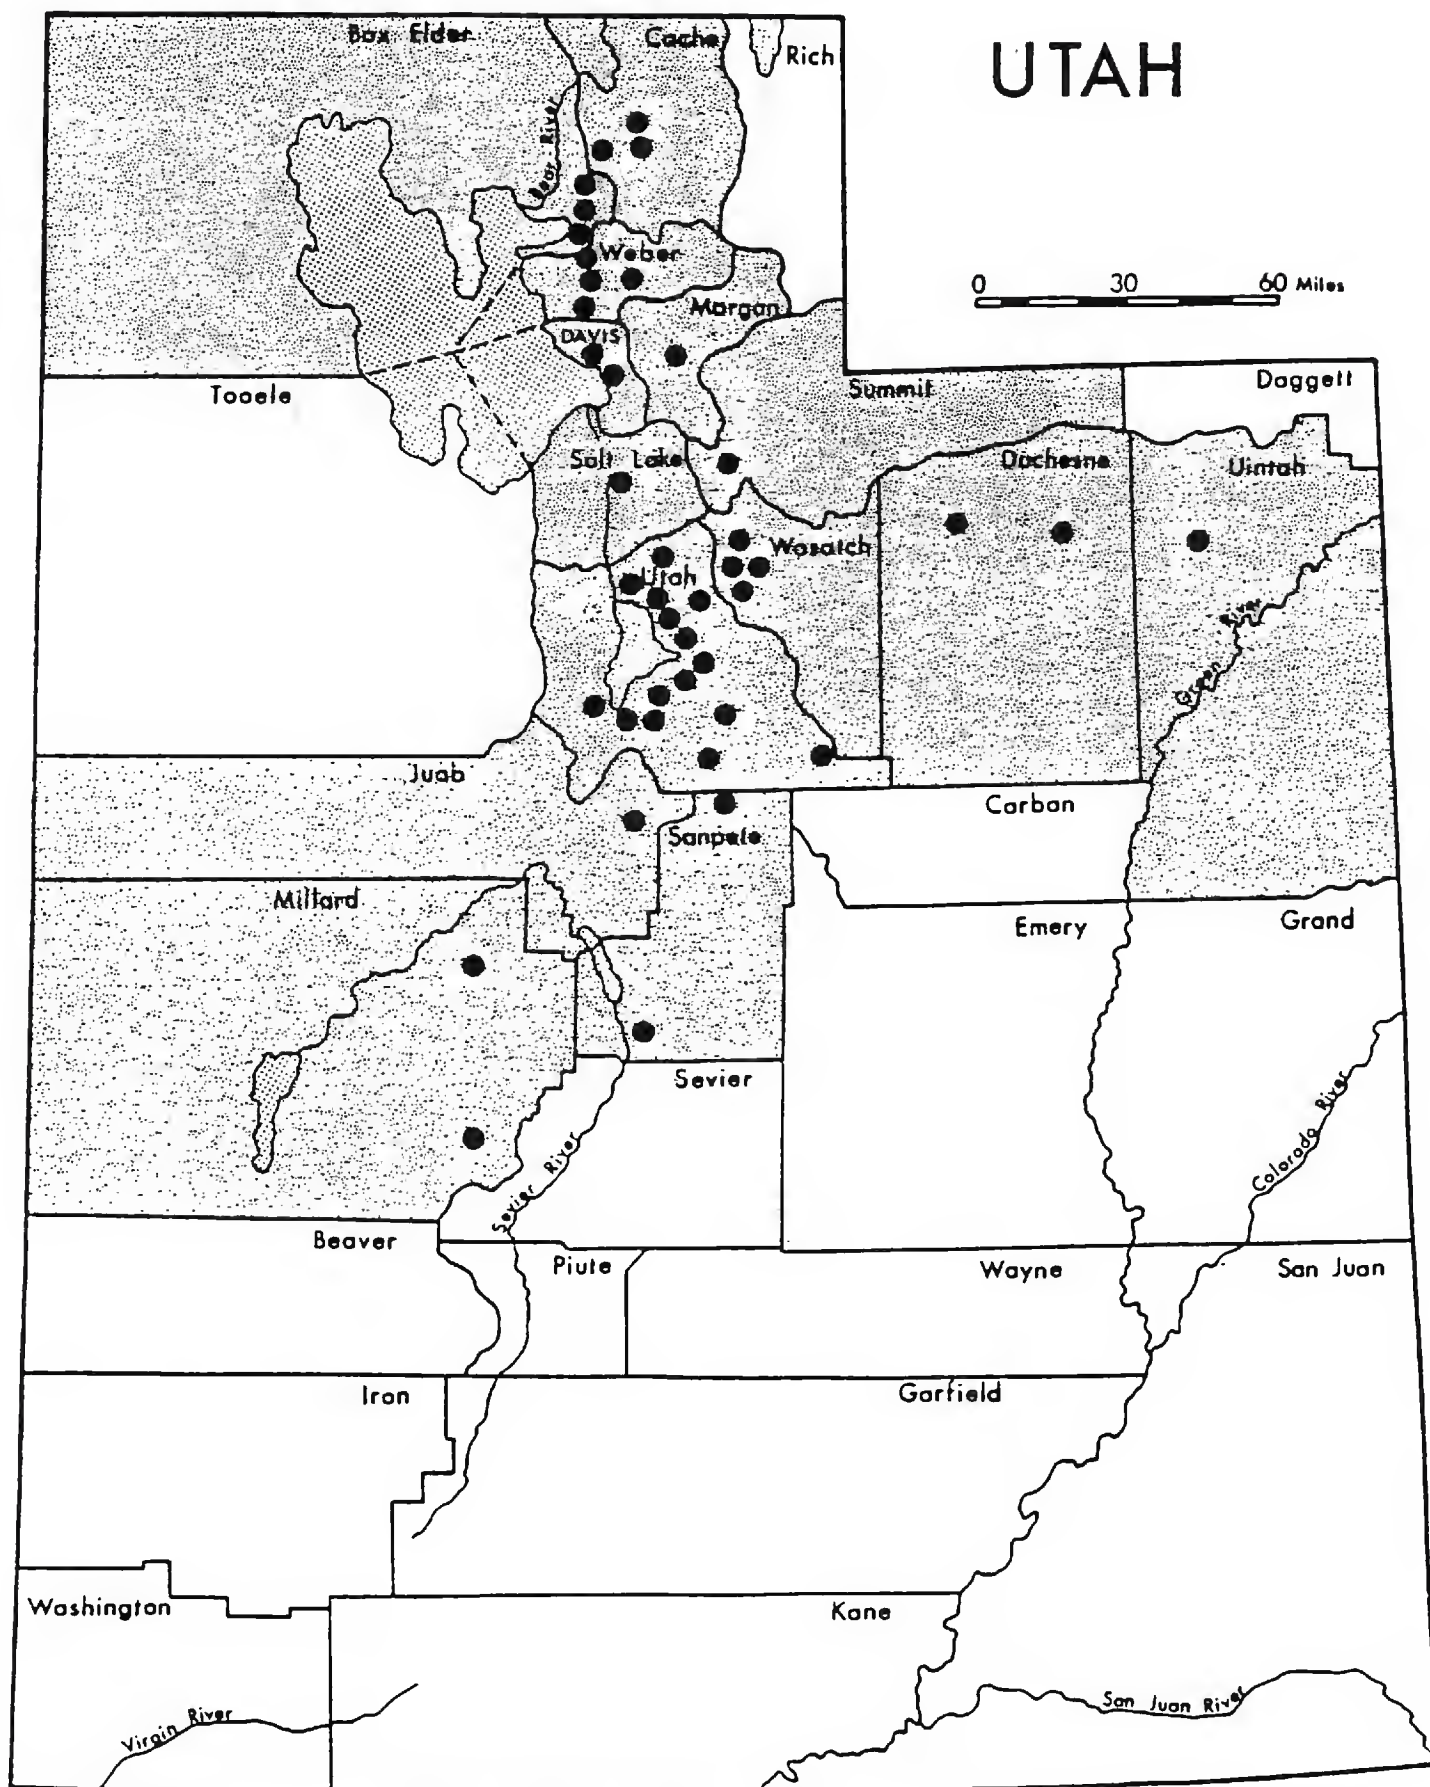 UTAH
Box Elder
Cache
Rich
Bear River
Weber
0 30 60 Miles
Morgan
DAVIS
Tooele
Summit
Daggett
Salt Lake
Duchesne
Uintah
Wasatch
Utah
Green River
Juab
Carbon
Sanpete
Millard
Emery
Grand
Sevier
Colorado River
Sevier River
Beaver
Piute
Wayne
San Juan
Iron
Garfield
Washington
Kane
San Juan River
Virgin River